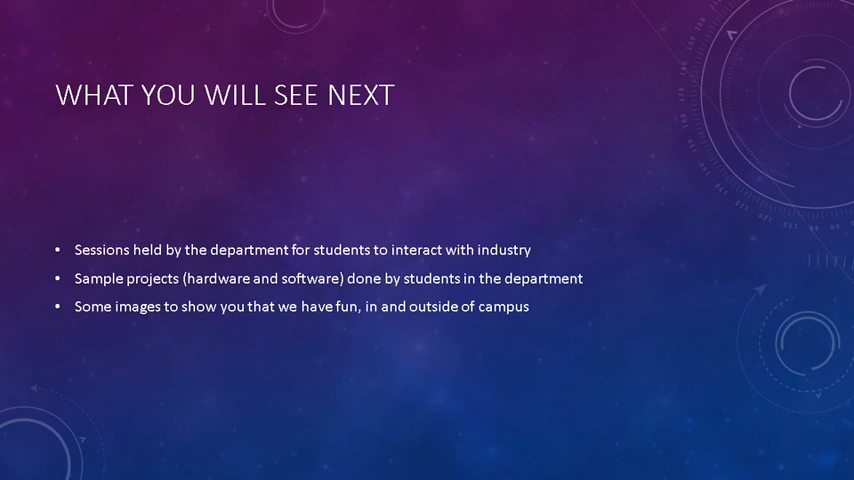 WHAT YOU WILL SEE NEXT
• Sessions held by the department for students to interact with industry
• Sample projects (hardware and software) done by students in the department
• Some images to show you that we have fun, in and outside of campus